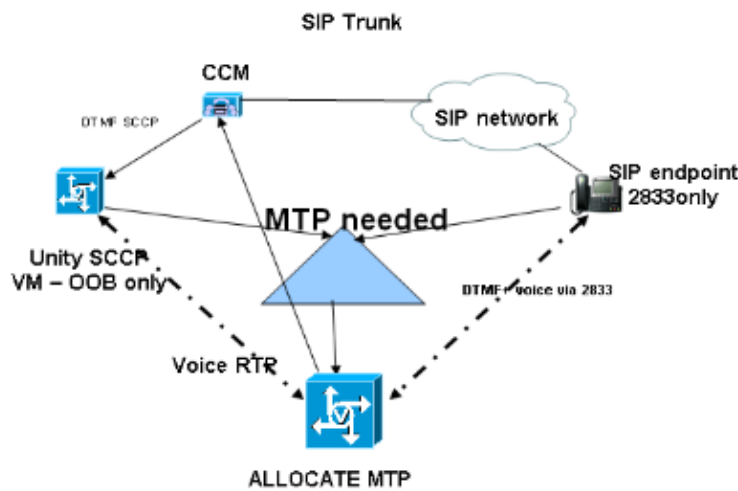 SIP Trunk
CCM
DTMF SCCP
SIP network
SIP endpoint
2833only
MTP needed
Unity SCCP
VM – OOB only
DTMF+ voice via 2833
Voice RTP
V
ALLOCATE MTP